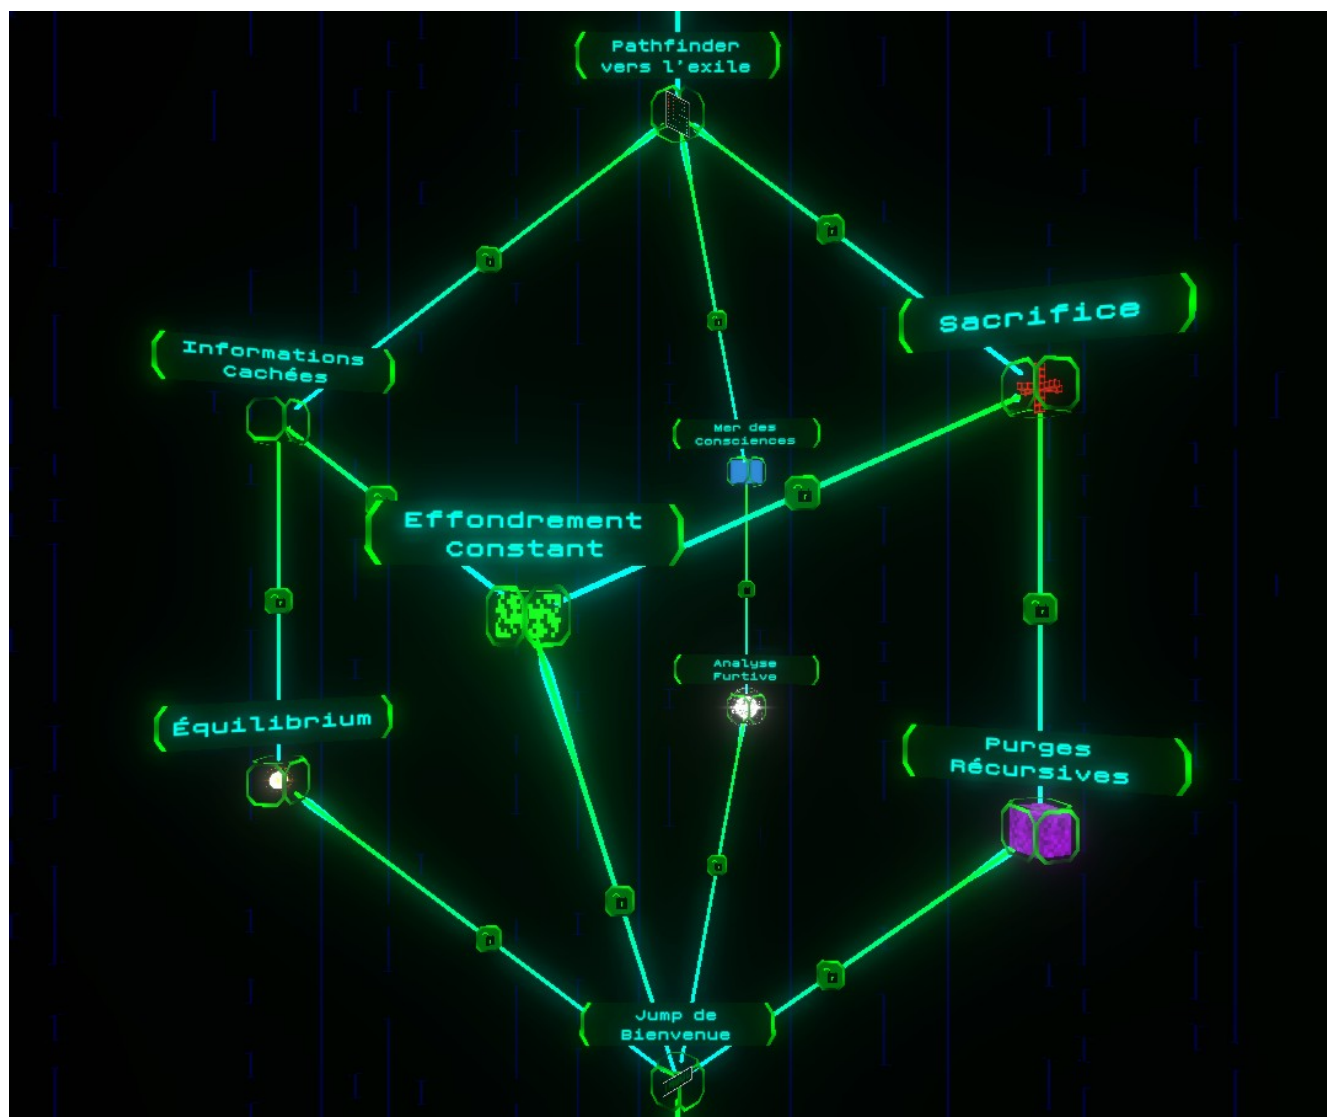 Pathfinder
vers l'exile
Sacrifice
Informations
Cachées
Mer des
Consciences
Effondrement
Constant
Analyse
Furtive
Équilibrium
Purges
Récursives
Jump de
Bienvenue